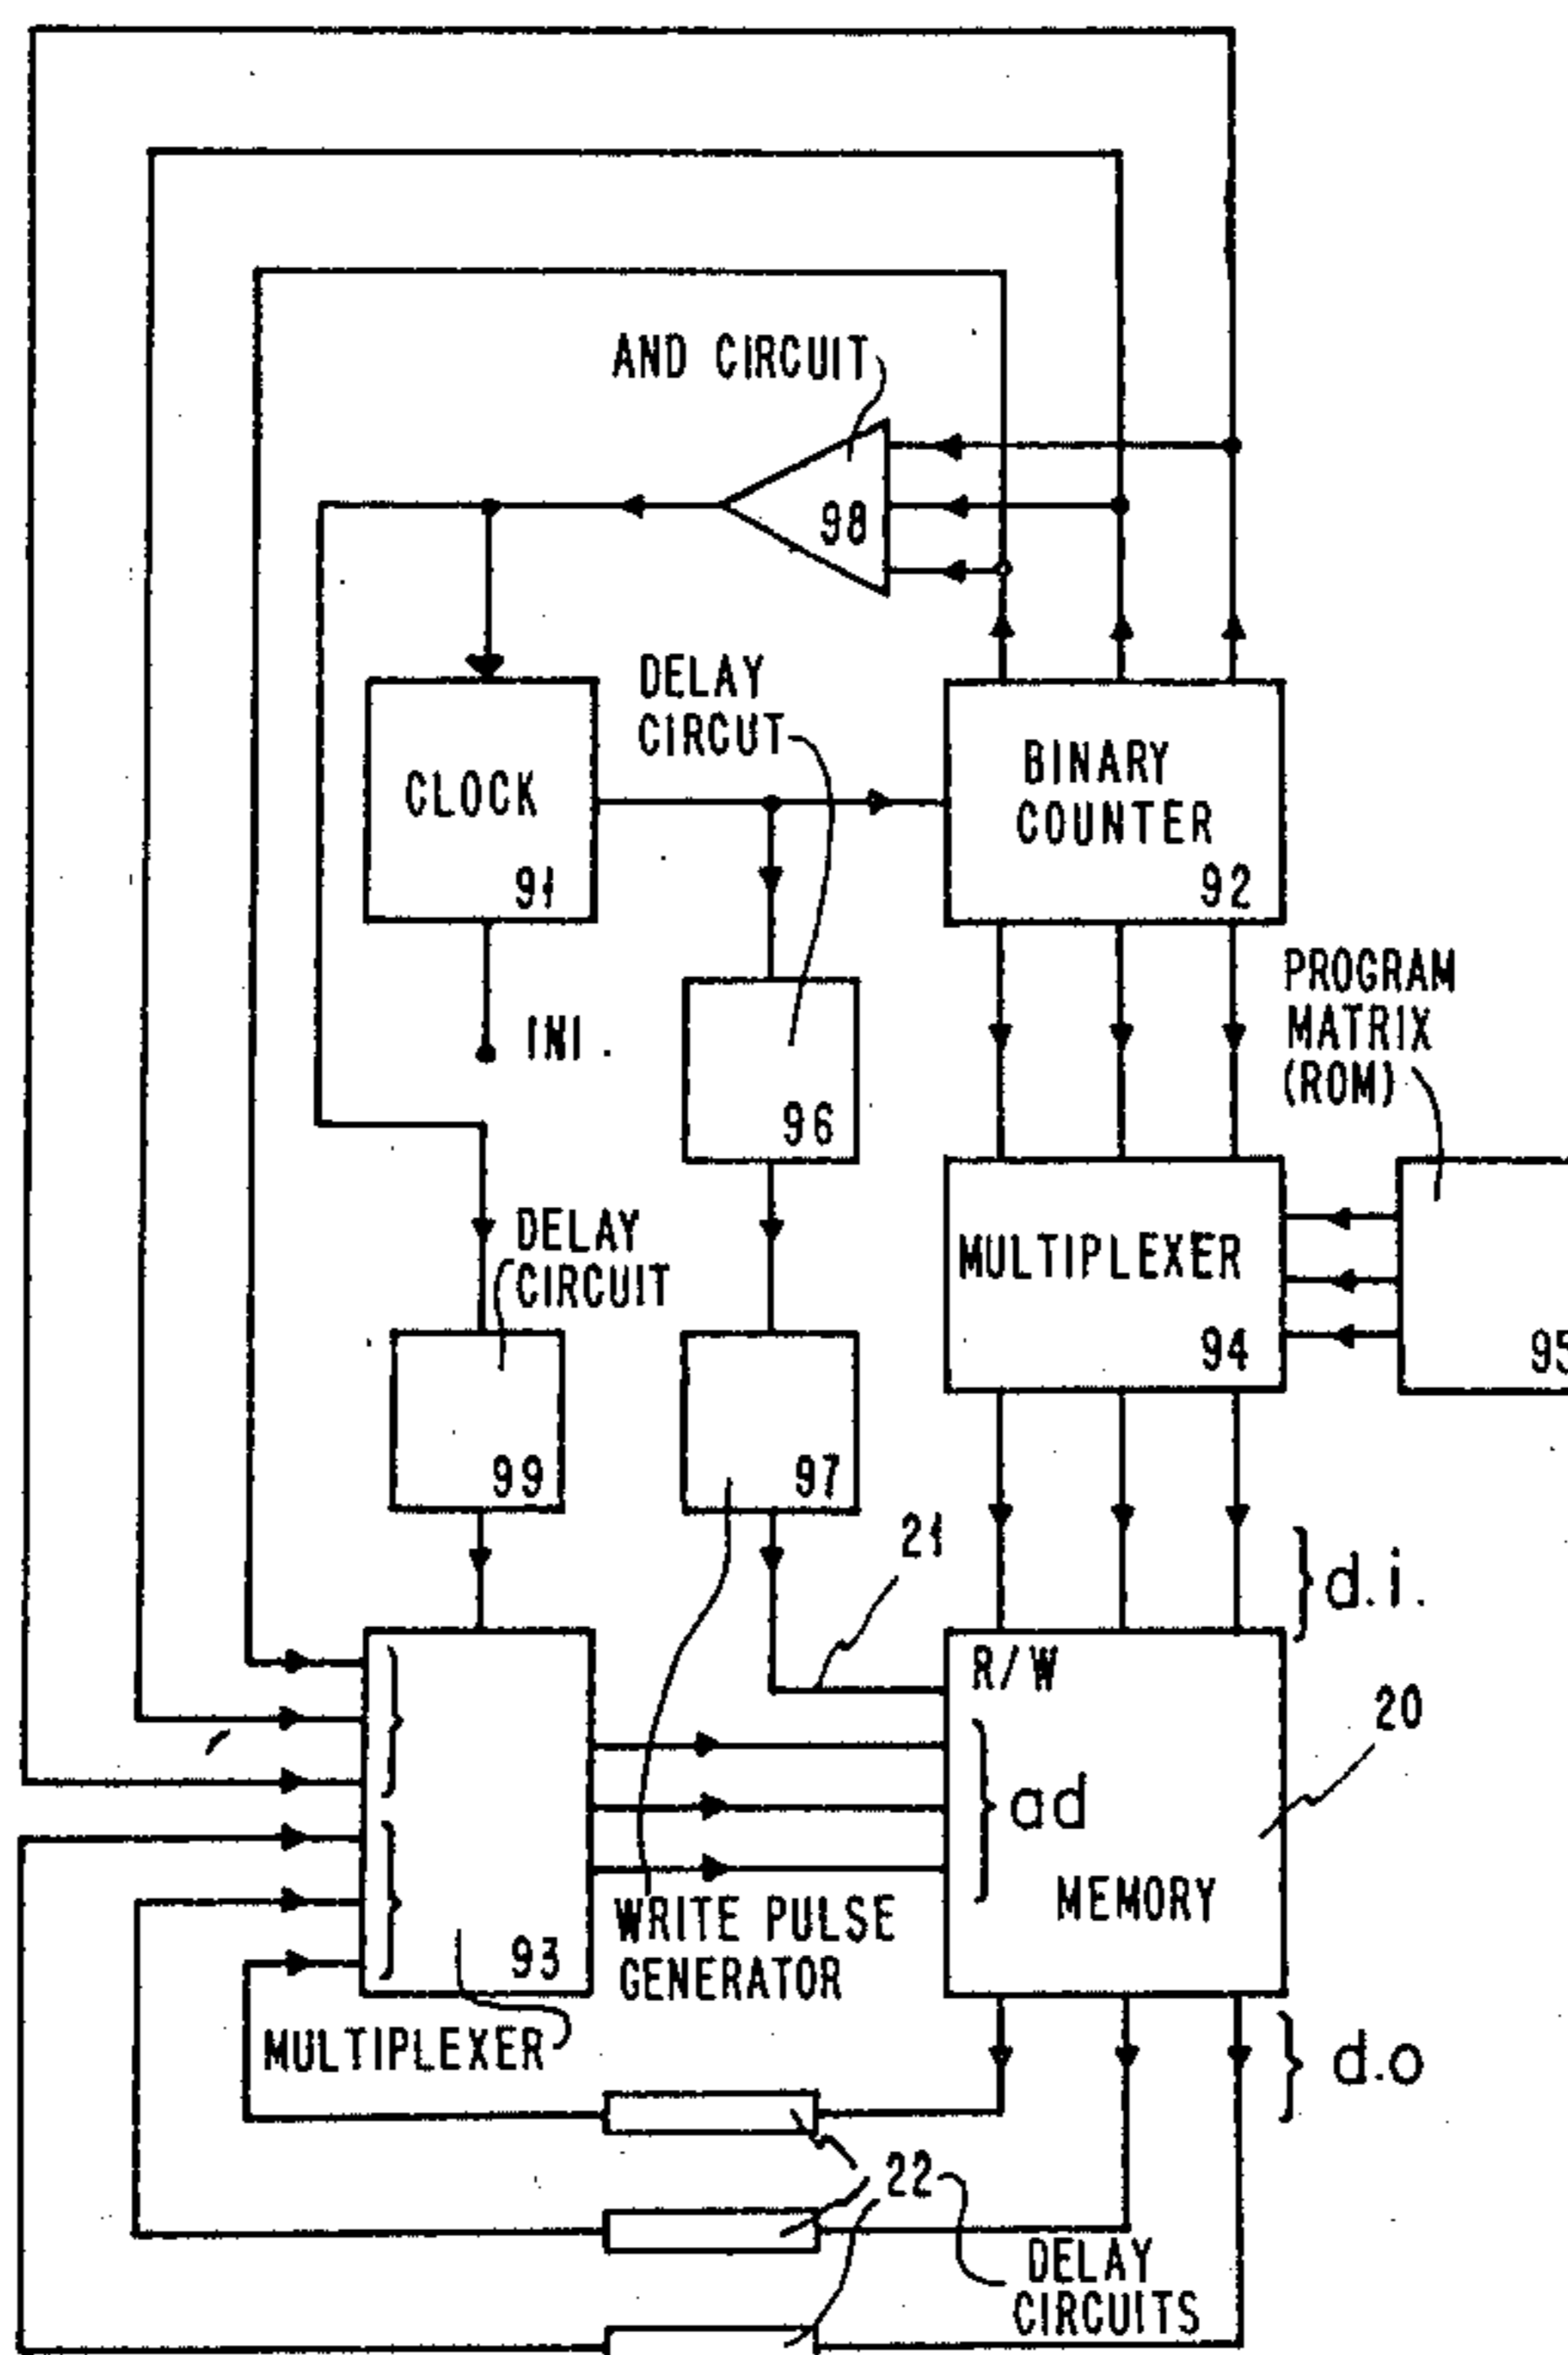 AND CIRCUIT
98
DELAY
CIRCUT
CLOCK
91
BINARY
COUNTER
92
INI.
96
PROGRAM
MATRIX
(ROM)
DELAY
CIRCUIT
MULTIPLEXER
94
95
99
97
21
d.i.
R/W
20
ad
MEMORY
93
WRITE PULSE
GENERATOR
MULTIPLEXER
d.o
22
DELAY
CIRCUITS